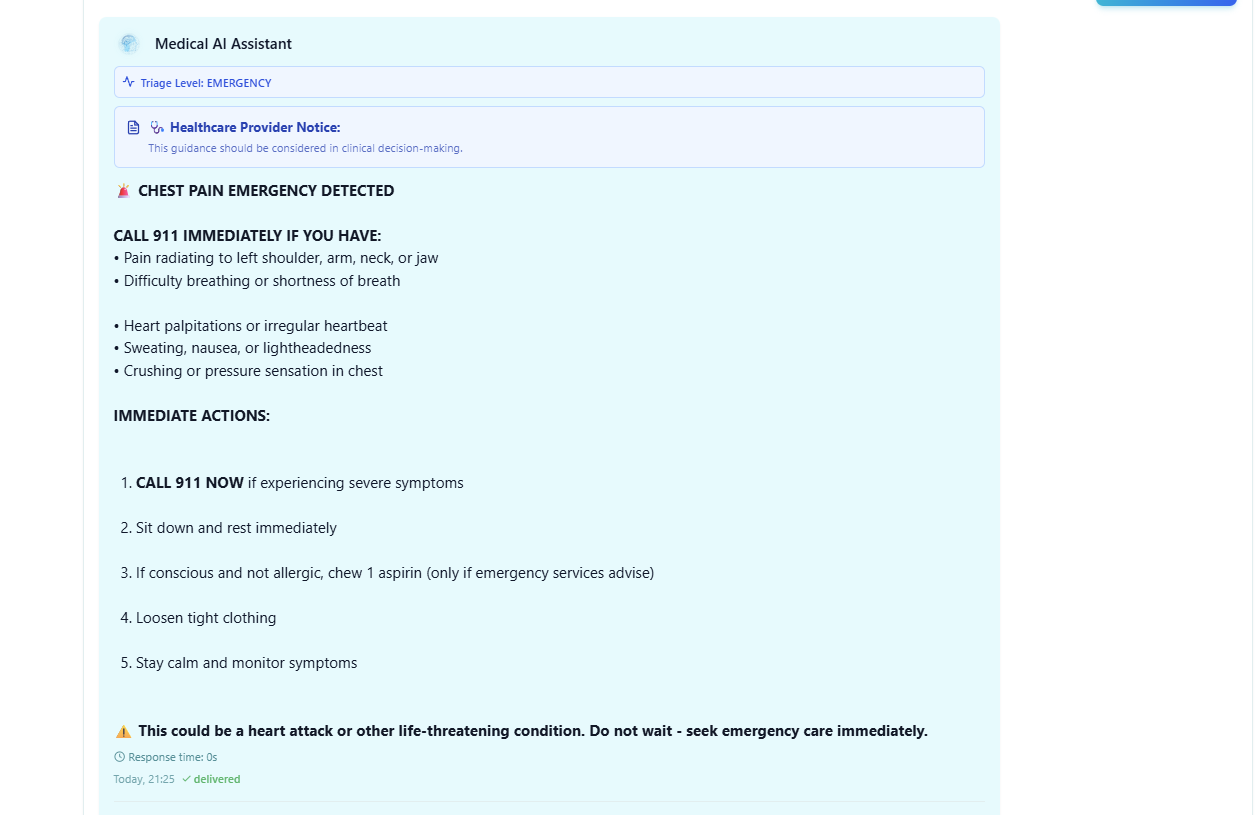 Medical AI Assistant
Triage Level: EMERGENCY
Healthcare Provider Notice:
This guidance should be considered in clinical decision-making.
🚨 CHEST PAIN EMERGENCY DETECTED
CALL 911 IMMEDIATELY IF YOU HAVE:
• Pain radiating to left shoulder, arm, neck, or jaw
• Difficulty breathing or shortness of breath
• Heart palpitations or irregular heartbeat
• Sweating, nausea, or lightheadedness
• Crushing or pressure sensation in chest
IMMEDIATE ACTIONS:
1. CALL 911 NOW if experiencing severe symptoms
2. Sit down and rest immediately
3. If conscious and not allergic, chew 1 aspirin (only if emergency services advise)
4. Loosen tight clothing
5. Stay calm and monitor symptoms
⚠️ This could be a heart attack or other life-threatening condition. Do not wait - seek emergency care immediately.
Response time: 0s
Today, 21:25 ✓ delivered